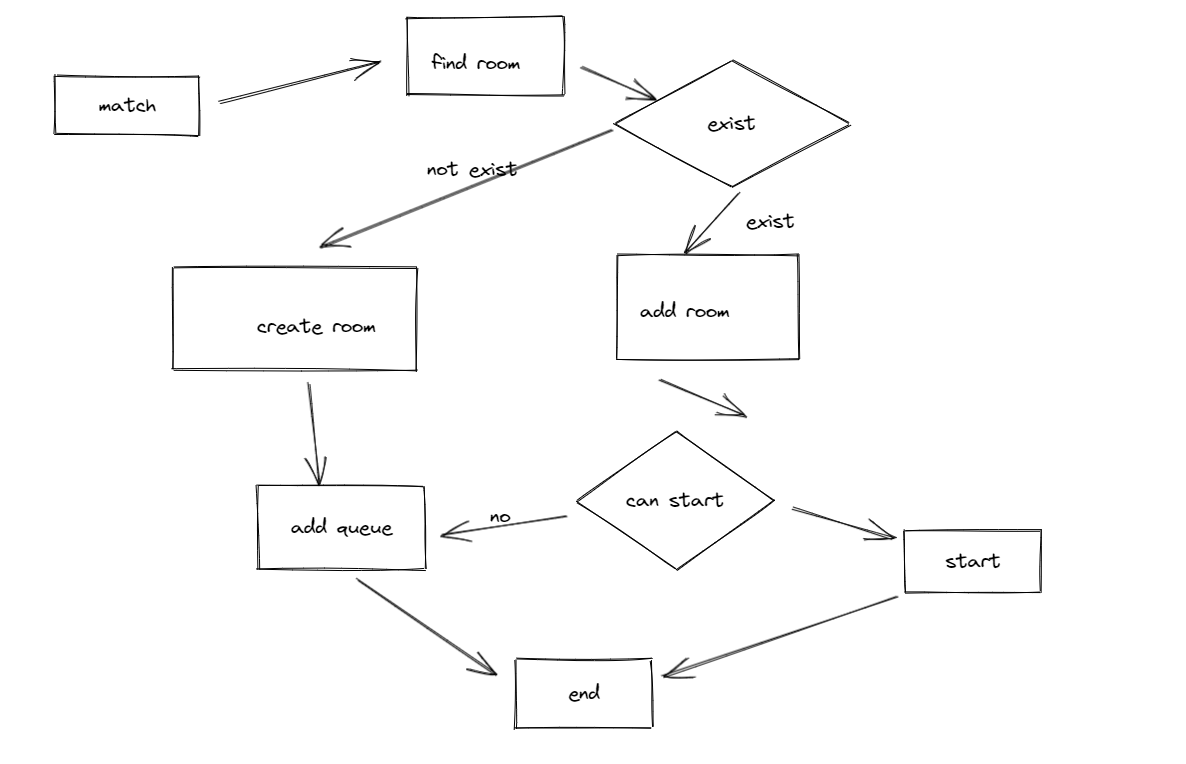 find room
match
exist
not exist
exist
create room
add room
can start
no
add queue
start
end